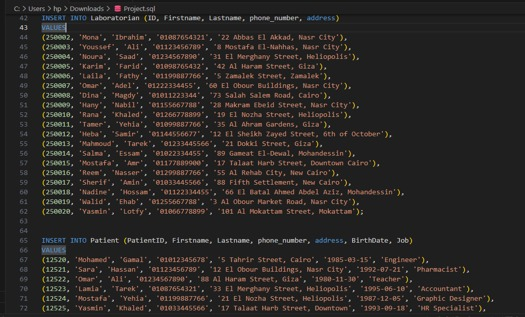 C: > Users > hp > Downloads > Project.sql
42 INSERT INTO Laboratorian (ID, Firstname, Lastname, phone_number, address)
43 VALUES
44 (250002, 'Mona', 'Ibrahim', '01087654321', '22 Abbas El Akkad, Nasr City'),
45 (250003, 'Youssef', 'Ali', '01123456789', '8 Mostafa El-Nahhas, Nasr City'),
46 (250004, 'Noura', 'Saad', '01234567890', '31 El Merghany Street, Heliopolis'),
47 (250005, 'Karim', 'Farid', '01098765432', '42 Al Haram Street, Giza'),
48 (250006, 'Laila', 'Fathy', '01199887766', '5 Zamalek Street, Zamalek'),
49 (250007, 'Omar', 'Adel', '01222334455', '60 El Obour Buildings, Nasr City'),
50 (250008, 'Dina', 'Magdy', '01011223344', '73 Salah Salem Road, Cairo'),
51 (250009, 'Hany', 'Nabil', '01155667788', '28 Makram Ebeid Street, Nasr City'),
52 (250010, 'Rana', 'Khaled', '01266778899', '19 El Nozha Street, Heliopolis'),
53 (250011, 'Tamer', 'Yehia', '01099887766', '35 Al Ahram Gardens, Giza'),
54 (250012, 'Heba', 'Samir', '01144556677', '12 El Sheikh Zayed Street, 6th of October'),
55 (250013, 'Mahmoud', 'Tarek', '01233445566', '21 Dokki Street, Giza'),
56 (250014, 'Salma', 'Essam', '01022334455', '89 Gameat El-Dewal, Mohandessin'),
57 (250015, 'Mostafa', 'Amr', '01177889900', '17 Talaat Harb Street, Downtown Cairo'),
58 (250016, 'Reem', 'Nasser', '01299887766', '55 Al Rehab City, New Cairo'),
59 (250017, 'Sherif', 'Amin', '01033445566', '88 Fifth Settlement, New Cairo'),
60 (250018, 'Nadine', 'Hossam', '01122334455', '66 El Batal Ahmed Abdel Aziz, Mohandessin'),
61 (250019, 'Walid', 'Ehab', '01255667788', '3 Al Obour Market Road, Nasr City'),
62 (250020, 'Yasmin', 'Lotfy', '01066778899', '101 Al Mokattam Street, Mokattam');
63
64
65 INSERT INTO Patient (PatientID, Firstname, Lastname, phone_number, address, BirthDate, Job)
66 VALUES
67 (12520, 'Mohamed', 'Gamal', '01012345678', '5 Tahrir Street, Cairo', '1985-03-15', 'Engineer'),
68 (12521, 'Sara', 'Hassan', '01123456789', '12 El Obour Buildings, Nasr City', '1992-07-21', 'Pharmacist'),
69 (12522, 'Omar', 'Ali', '01234567890', '88 Al Haram Street, Giza', '1980-11-30', 'Teacher'),
70 (12523, 'Lamia', 'Tarek', '01087654321', '33 El Merghany Street, Heliopolis', '1995-06-10', 'Accountant'),
71 (12524, 'Mostafa', 'Yehia', '01199887766', '21 El Nozha Street, Heliopolis', '1987-12-05', 'Graphic Designer'),
72 (12525, 'Yasmin', 'Khaled', '01033445566', '17 Talaat Harb Street, Downtown', '1993-09-18', 'HR Specialist'),